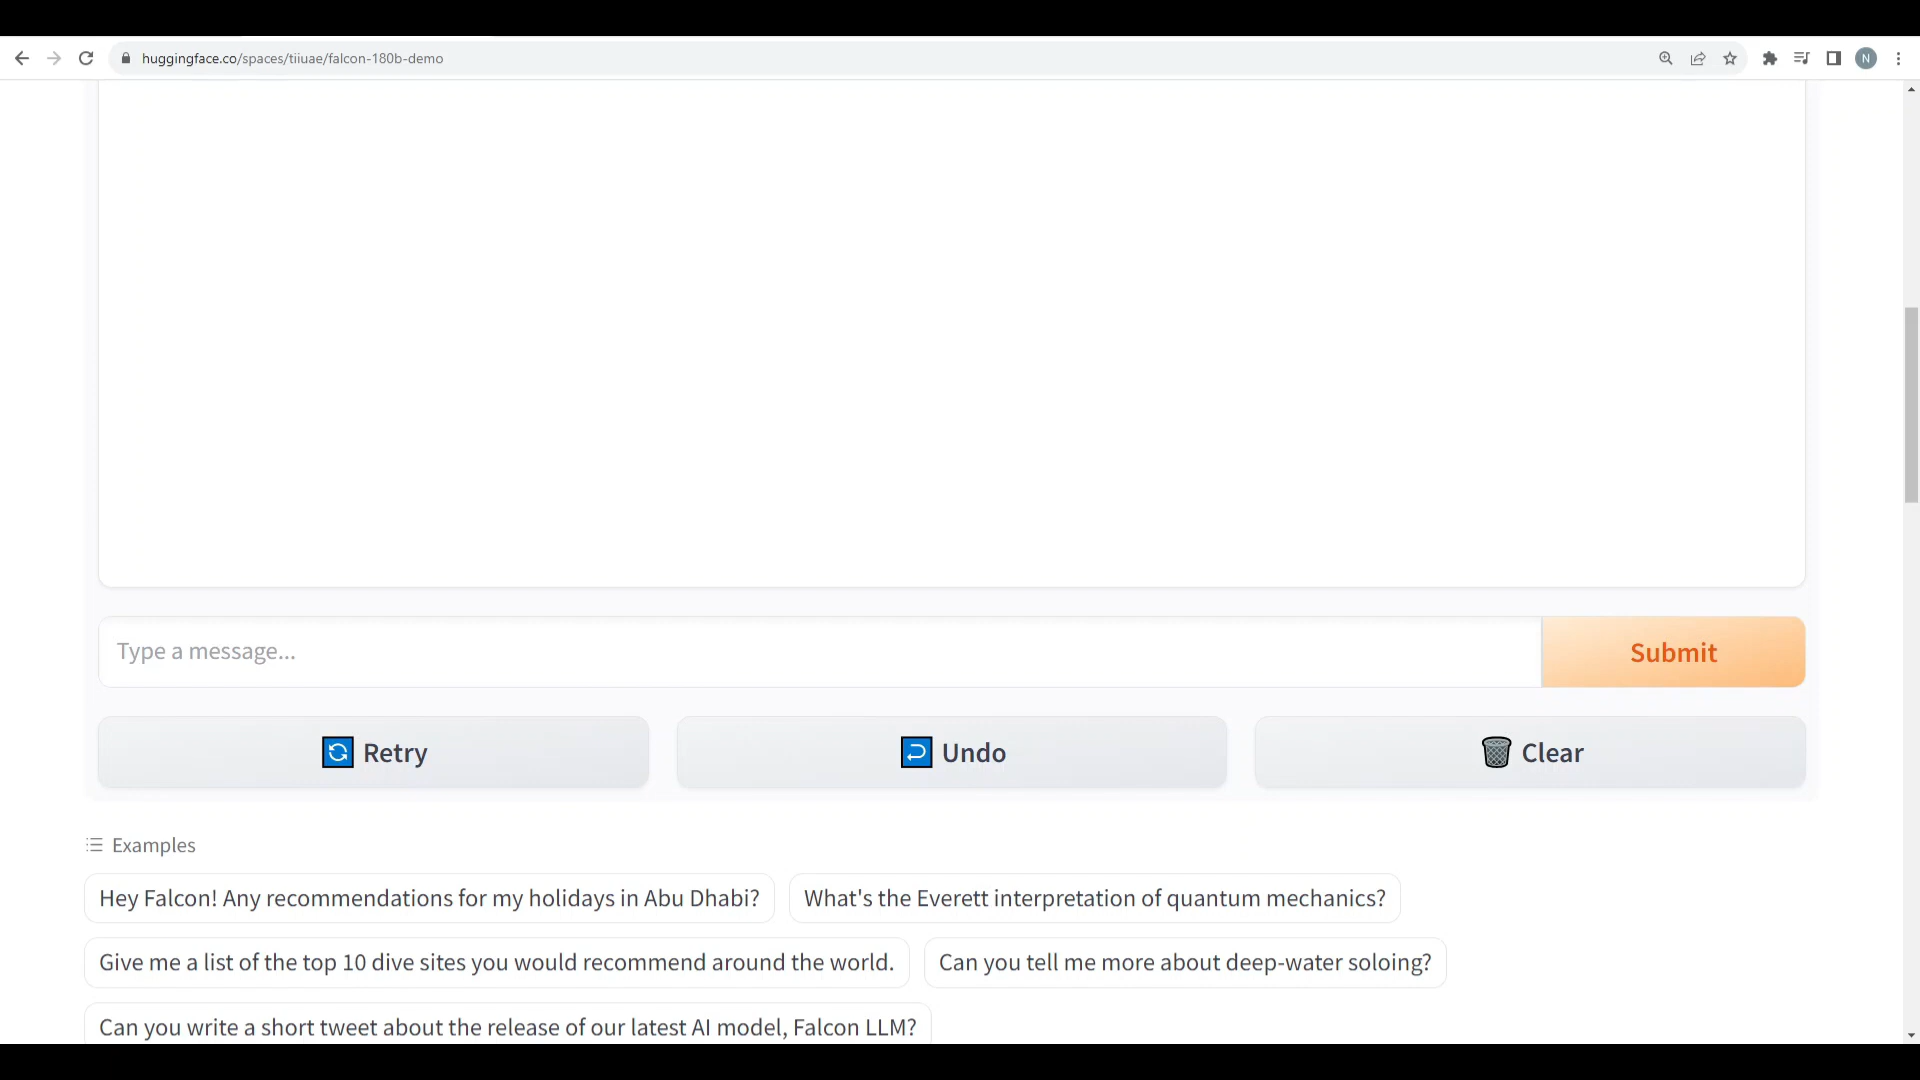 huggingface.co/spaces/tiiuae/falcon-180b-demo
N
Type a message...
Submit
Retry
Undo
Clear
Examples
Hey Falcon! Any recommendations for my holidays in Abu Dhabi?
What's the Everett interpretation of quantum mechanics?
Give me a list of the top 10 dive sites you would recommend around the world.
Can you tell me more about deep-water soloing?
Can you write a short tweet about the release of our latest AI model, Falcon LLM?